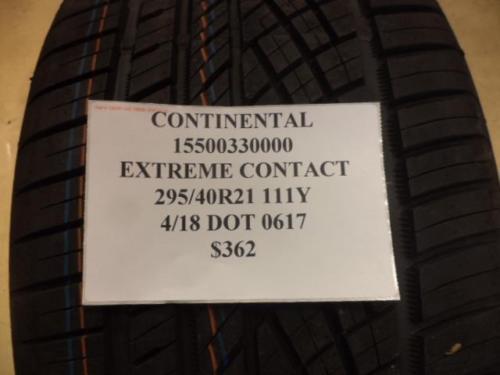 CONTINENTAL
15500330000
EXTREME CONTACT
295/40R21 111Y
4/18 DOT 0617
$362